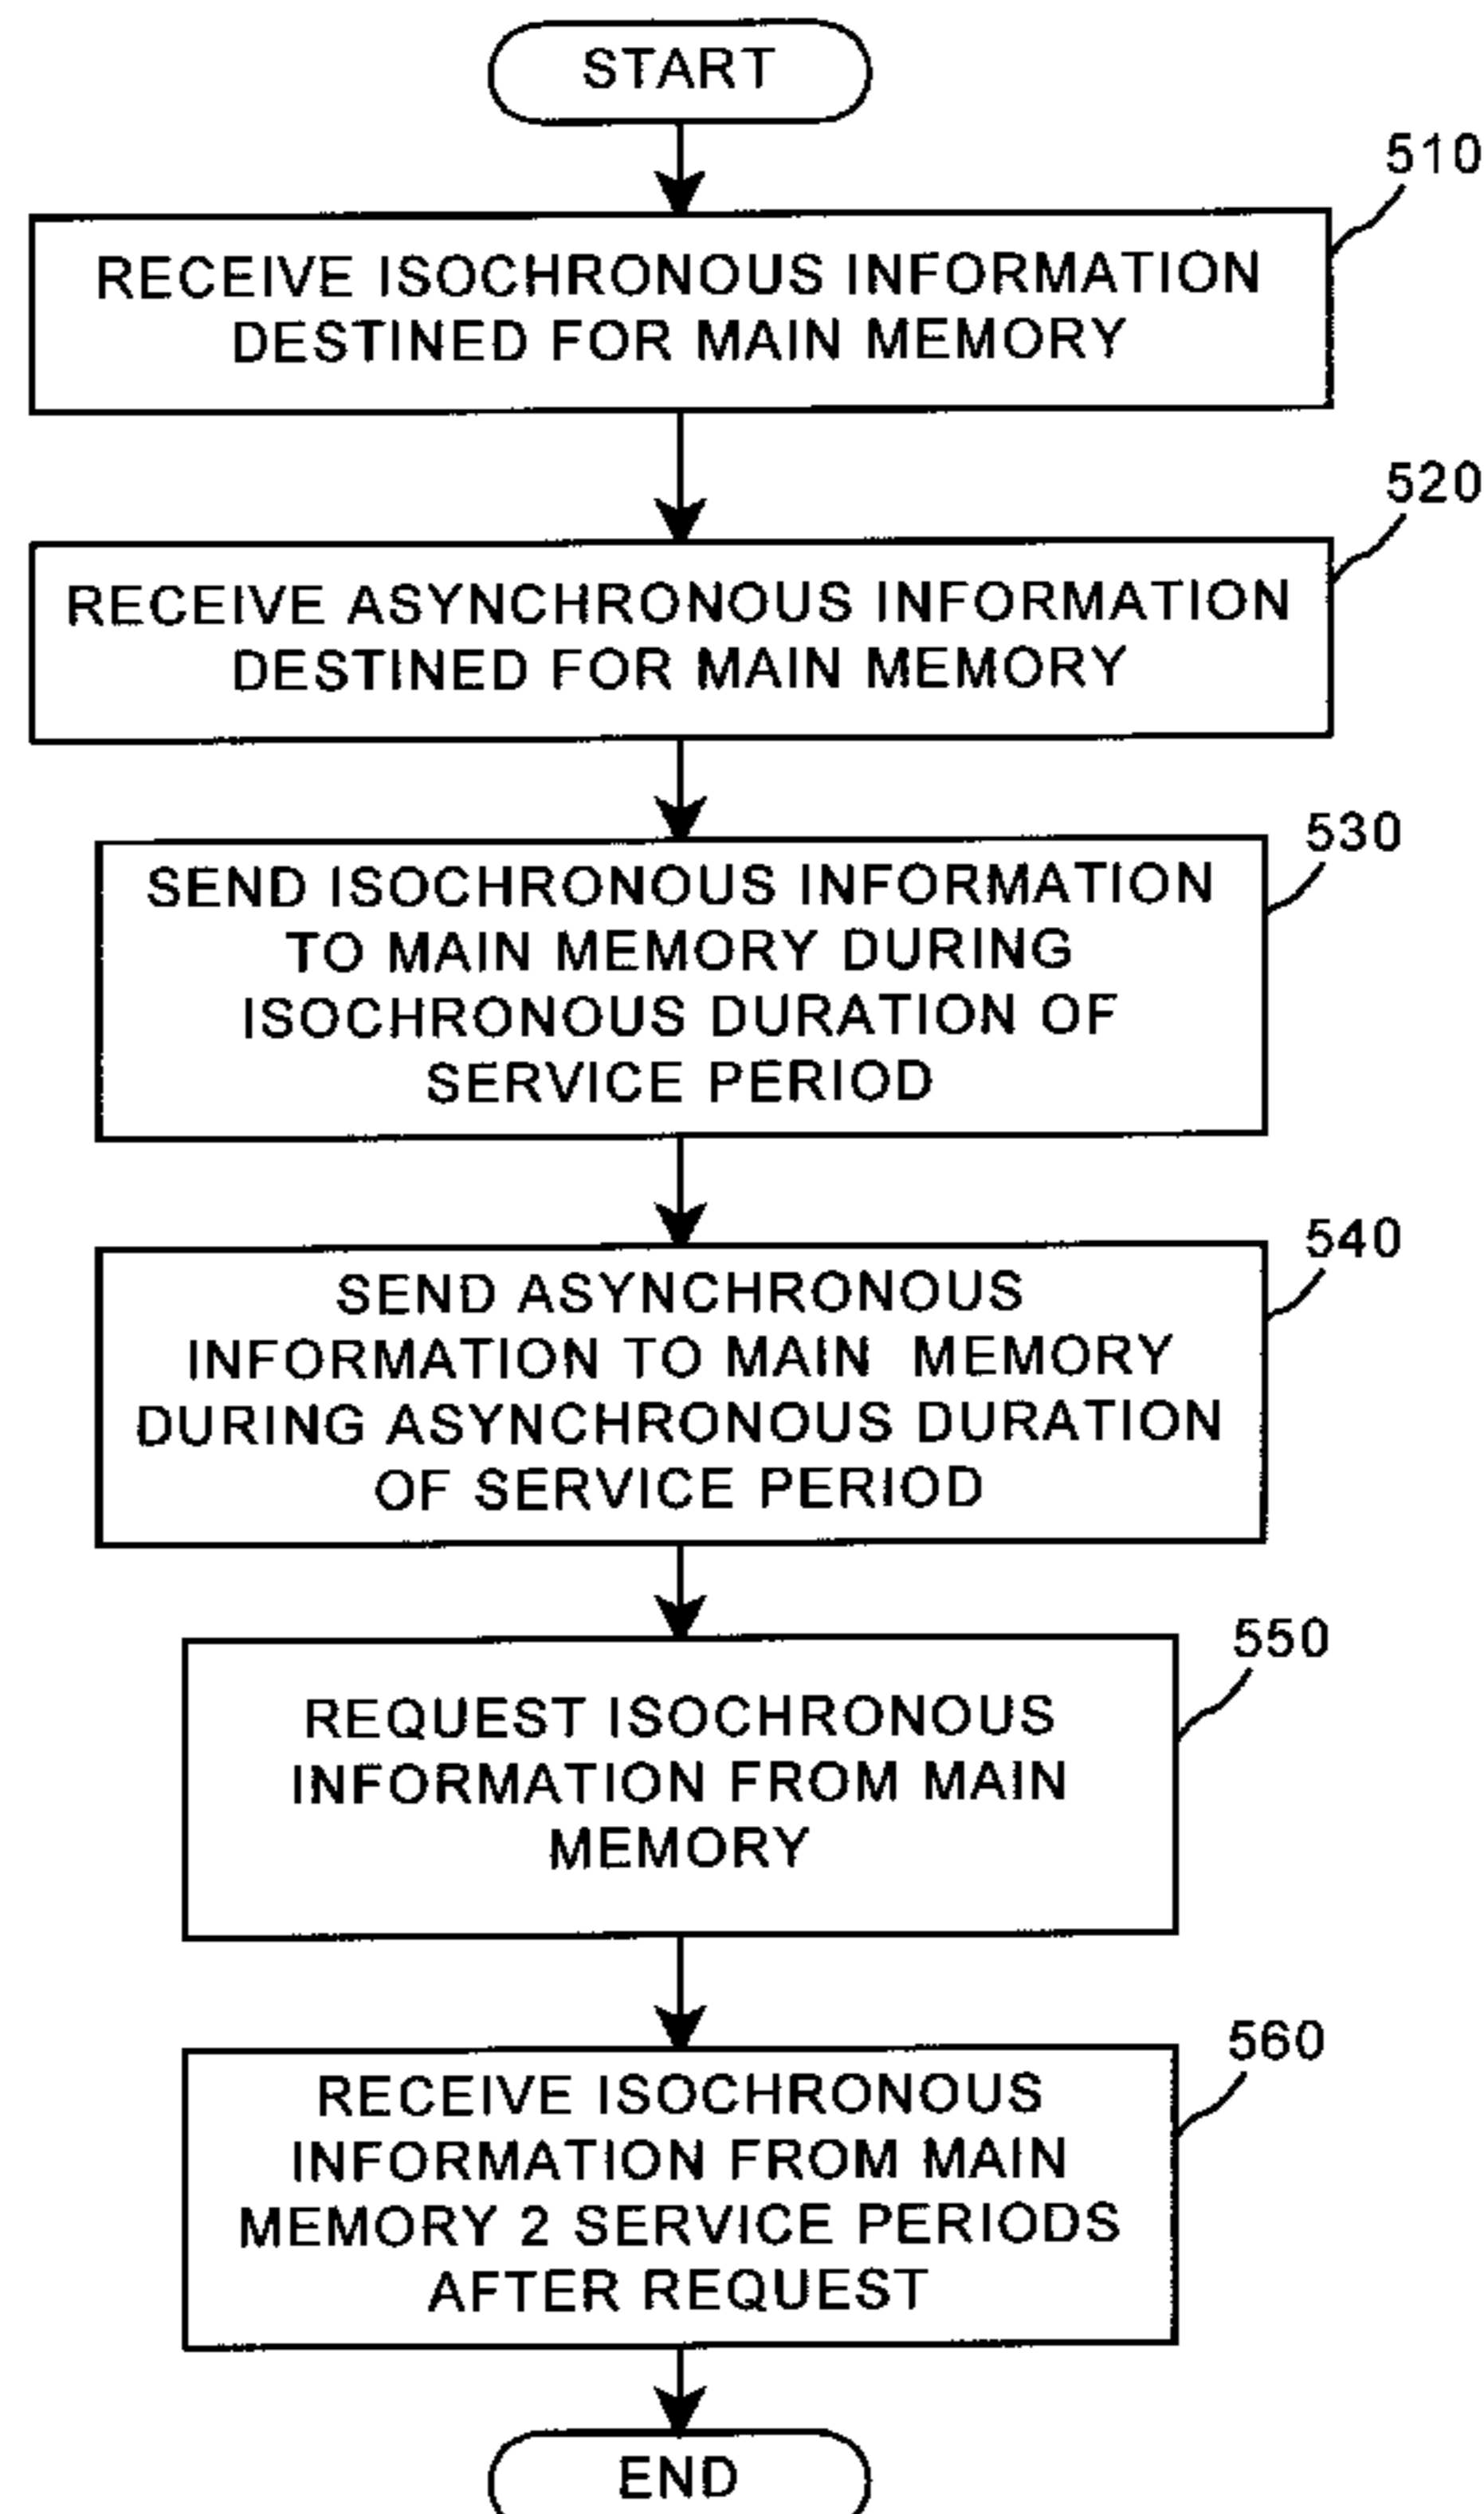 START
510
RECEIVE ISOCHRONOUS INFORMATION
DESTINED FOR MAIN MEMORY
520
RECEIVE ASYNCHRONOUS INFORMATION
DESTINED FOR MAIN MEMORY
530
SEND ISOCHRONOUS INFORMATION
TO MAIN MEMORY DURING
ISOCHRONOUS DURATION OF
SERVICE PERIOD
540
SEND ASYNCHRONOUS
INFORMATION TO MAIN MEMORY
DURING ASYNCHRONOUS DURATION
OF SERVICE PERIOD
550
REQUEST ISOCHRONOUS
INFORMATION FROM MAIN
MEMORY
560
RECEIVE ISOCHRONOUS
INFORMATION FROM MAIN
MEMORY 2 SERVICE PERIODS
AFTER REQUEST
END